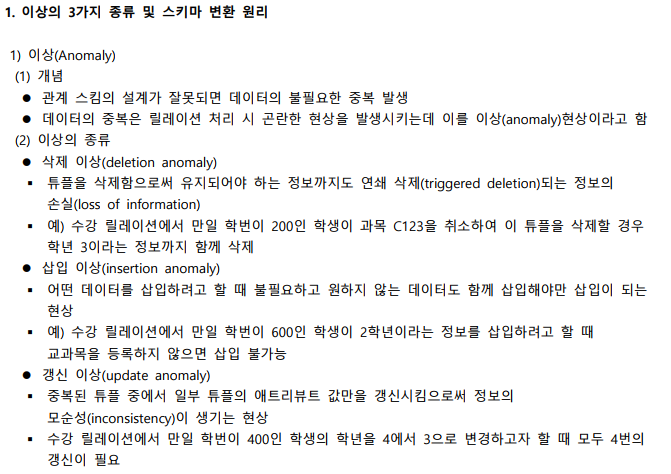 1. 이상의 3가지 종류 및 스키마 변환 원리
1) 이상(Anomaly)
(1) 개념
● 관계 스킴의 설계가 잘못되면 데이터의 불필요한 중복 발생
● 데이터의 중복은 릴레이션 처리 시 곤란한 현상을 발생시키는데 이를 이상(anomaly)현상이라고 함
(2) 이상의 종류
● 삭제 이상(deletion anomaly)
▪ 튜플을 삭제함으로써 유지되어야 하는 정보까지도 연쇄 삭제(triggered deletion)되는 정보의
손실(loss of information)
▪ 예) 수강 릴레이션에서 만일 학번이 200인 학생이 과목 C123을 취소하여 이 튜플을 삭제할 경우
학년 3이라는 정보까지 함께 삭제
● 삽입 이상(insertion anomaly)
▪ 어떤 데이터를 삽입하려고 할 때 불필요하고 원하지 않는 데이터도 함께 삽입해야만 삽입이 되는
현상
▪ 예) 수강 릴레이션에서 만일 학번이 600인 학생이 2학년이라는 정보를 삽입하려고 할 때
교과목을 등록하지 않으면 삽입 불가능
● 갱신 이상(update anomaly)
▪ 중복된 튜플 중에서 일부 튜플의 애트리뷰트 값만을 갱신시킴으로써 정보의
모순성(inconsistency)이 생기는 현상
▪ 수강 릴레이션에서 만일 학번이 400인 학생의 학년을 4에서 3으로 변경하고자 할 때 모두 4번의
갱신이 필요